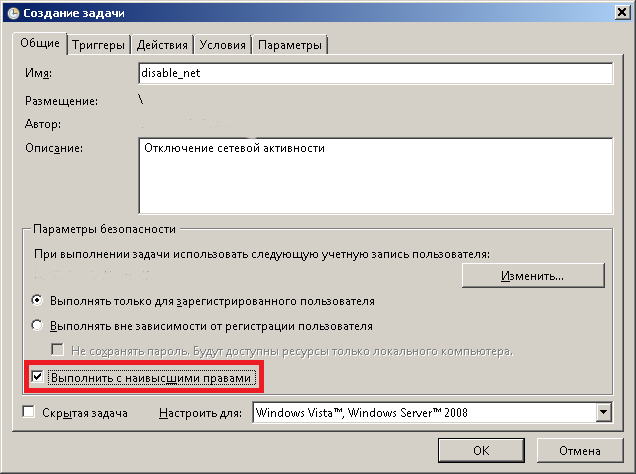 Создание задачи
Общие Триггеры Действия Условия Параметры
Имя: disable_net
Размещение: \
Автор:
Описание: Отключение сетевой активности
Параметры безопасности
При выполнении задачи использовать следующую учетную запись пользователя:
Изменить...
Выполнять только для зарегистрированного пользователя
Выполнять вне зависимости от регистрации пользователя
Не сохранять пароль. Будут доступны ресурсы только локального компьютера.
Выполнить с наивысшими правами
Скрытая задача Настроить для: Windows Vista™, Windows Server™ 2008
OK Отмена